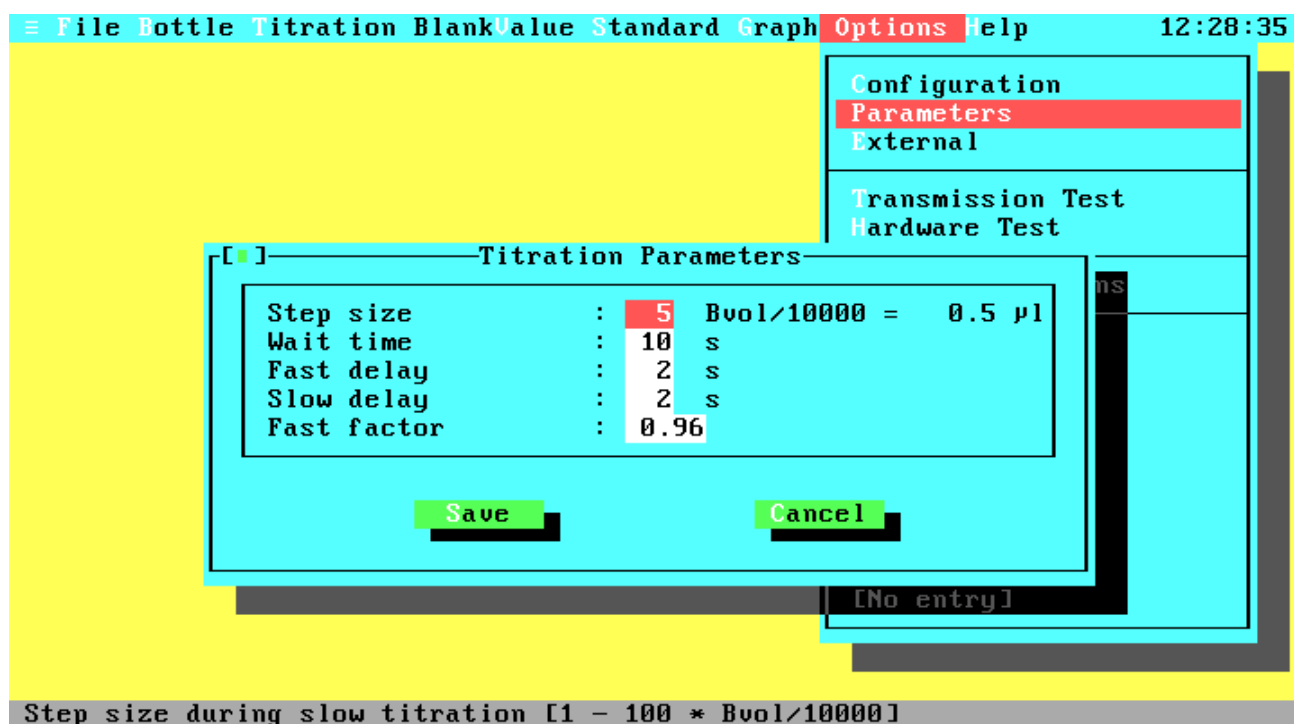 ≡ File Bottle Titration BlankValue Standard Graph Options Help 12:28:35
Configuration
Parameters
External
Transmission Test
Hardware Test
[▪] Titration Parameters
ns
Step size : 5 Bvol/10000 = 0.5 µl
Wait time : 10 s
Fast delay : 2 s
Slow delay : 2 s
Fast factor : 0.96
Save Cancel
[No entry]
Step size during slow titration [1 - 100 * Bvol/10000]